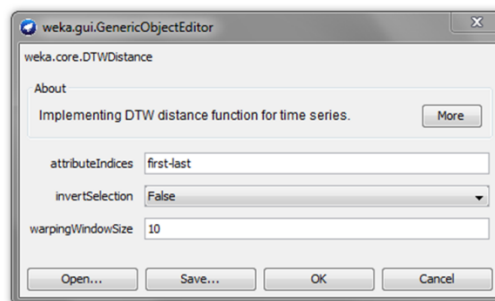 weka.gui.GenericObjectEditor
weka.core.DTWDistance
About
Implementing DTW distance function for time series.
More
attributeIndices first-last
invertSelection False
warpingWindowSize 10
Open... Save... OK Cancel